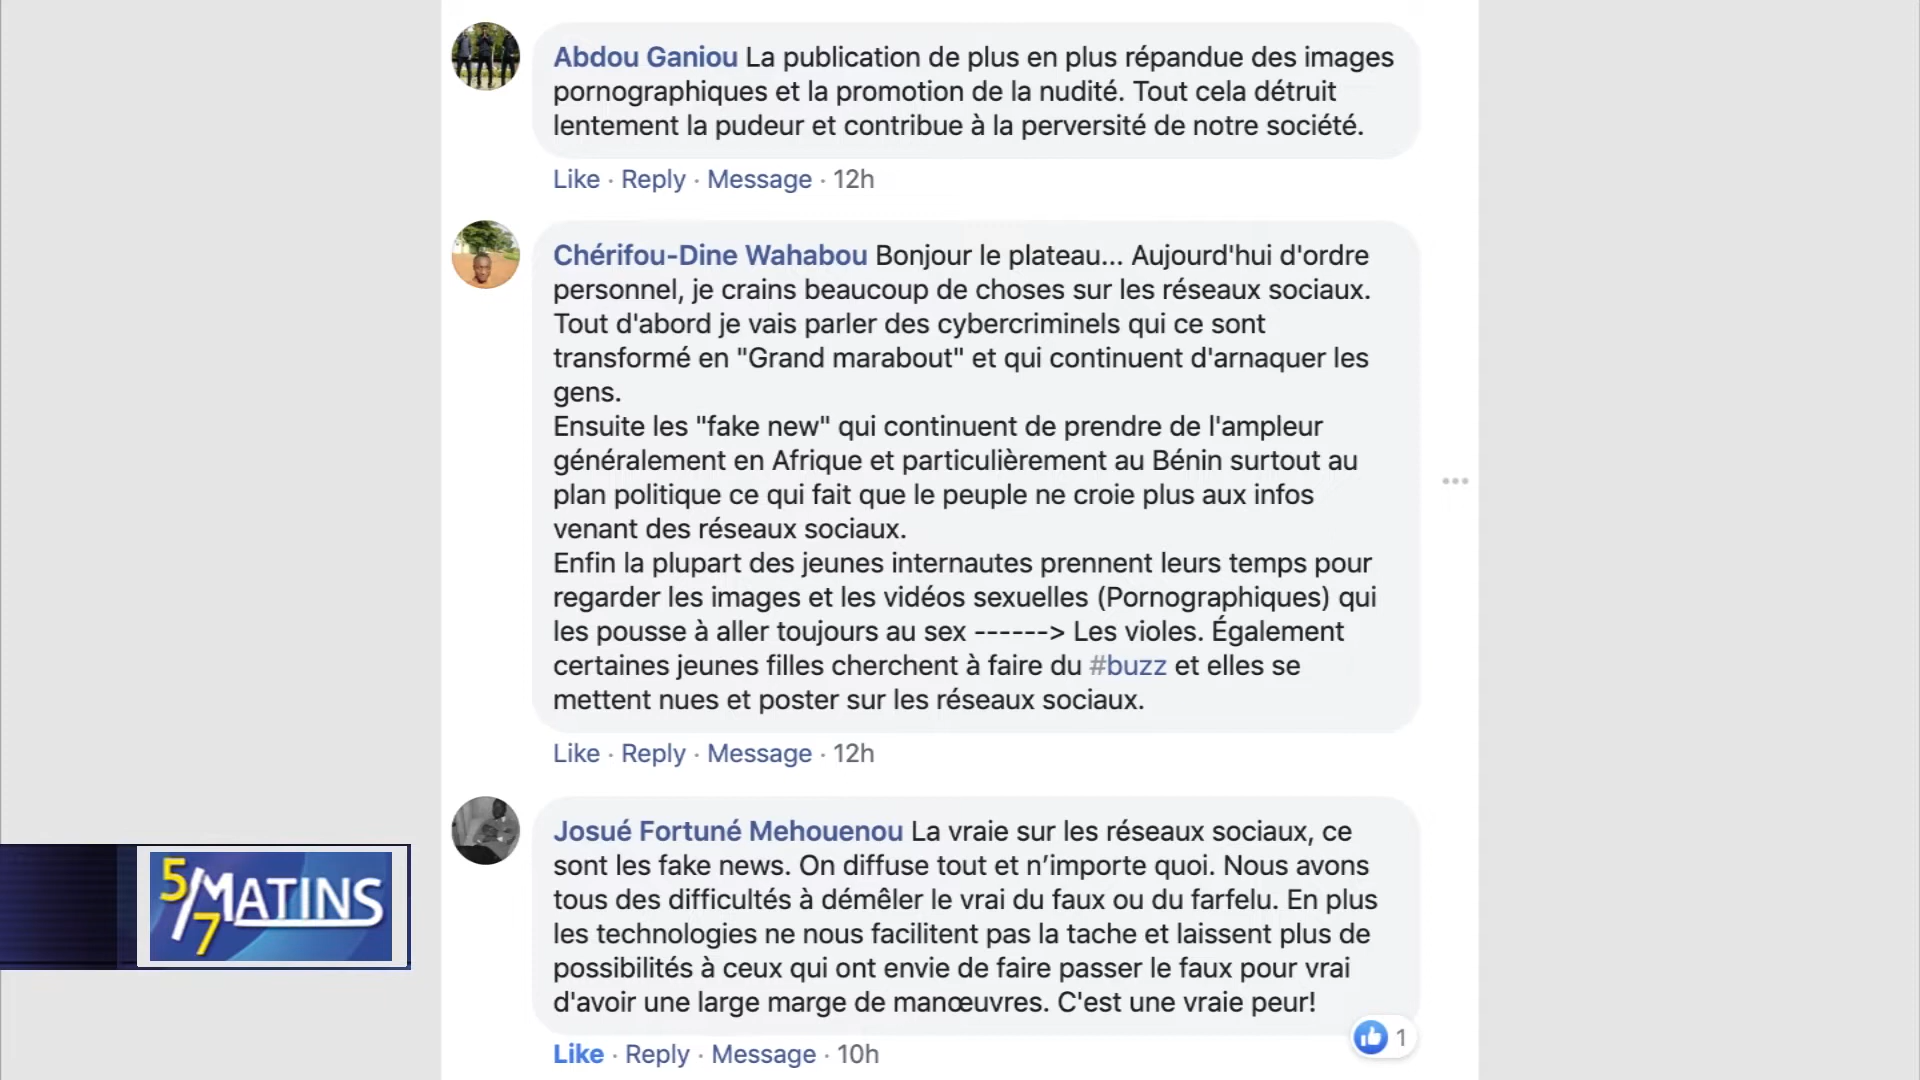 Abdou Ganiou La publication de plus en plus répandue des images
pornographiques et la promotion de la nudité. Tout cela détruit
lentement la pudeur et contribue à la perversité de notre société.
Like · Reply · Message · 12h
Chérifou-Dine Wahabou Bonjour le plateau... Aujourd'hui d'ordre
personnel, je crains beaucoup de choses sur les réseaux sociaux.
Tout d'abord je vais parler des cybercriminels qui ce sont
transformé en "Grand marabout" et qui continuent d'arnaquer les
gens.
Ensuite les "fake new" qui continuent de prendre de l'ampleur
généralement en Afrique et particulièrement au Bénin surtout au
plan politique ce qui fait que le peuple ne croie plus aux infos
venant des réseaux sociaux.
Enfin la plupart des jeunes internautes prennent leurs temps pour
regarder les images et les vidéos sexuelles (Pornographiques) qui
les pousse à aller toujours au sex ------> Les violes. Également
certaines jeunes filles cherchent à faire du #buzz et elles se
mettent nues et poster sur les réseaux sociaux.
Like · Reply · Message · 12h
Josué Fortuné Mehouenou La vraie sur les réseaux sociaux, ce
sont les fake news. On diffuse tout et n’importe quoi. Nous avons
tous des difficultés à démêler le vrai du faux ou du farfelu. En plus
les technologies ne nous facilitent pas la tache et laissent plus de
possibilités à ceux qui ont envie de faire passer le faux pour vrai
d'avoir une large marge de manœuvres. C'est une vraie peur!
1
Like · Reply · Message · 10h
5/7 MATINS